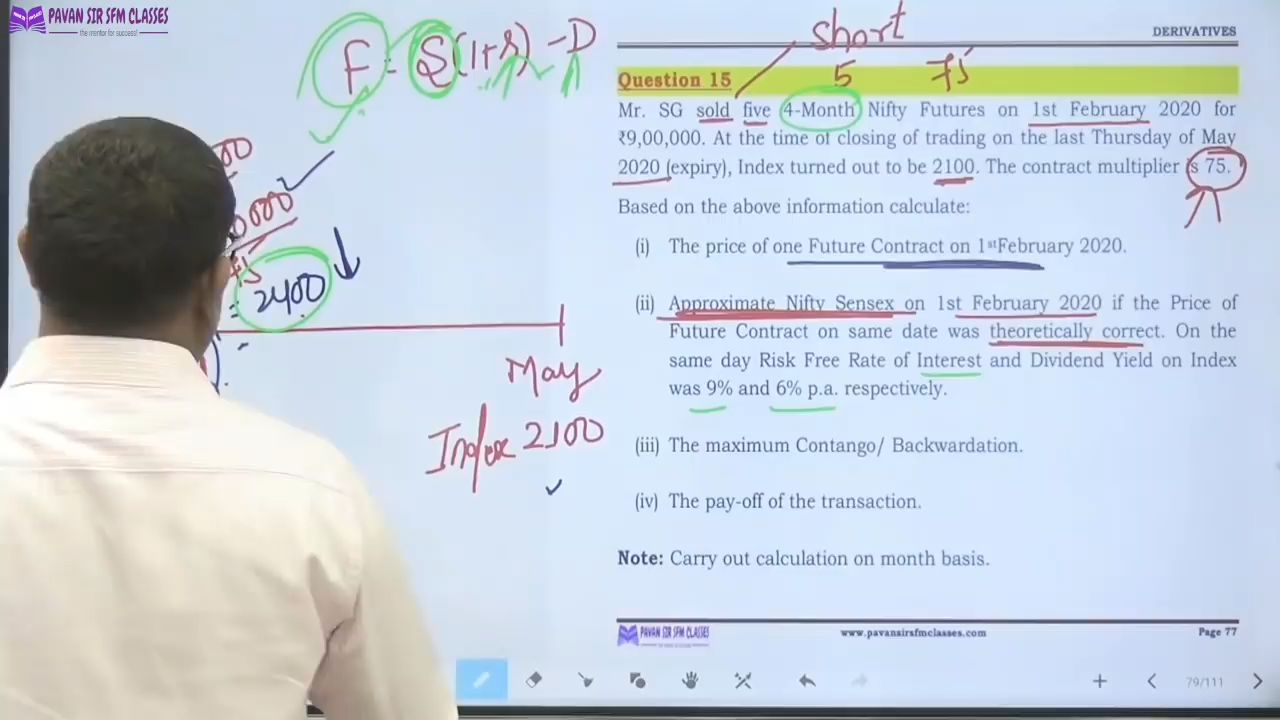 PAVAN SIR SFM CLASSES
the mentor for success!
F = S(1+r) - D
Short
5 75
DERIVATIVES
Question 15
Mr. SG sold five 4-Month Nifty Futures on 1st February 2020 for
₹9,00,000. At the time of closing of trading on the last Thursday of May
2020 (expiry), Index turned out to be 2100. The contract multiplier is 75.
Based on the above information calculate:
(i) The price of one Future Contract on 1stFebruary 2020.
(ii) Approximate Nifty Sensex on 1st February 2020 if the Price of
Future Contract on same date was theoretically correct. On the
same day Risk Free Rate of Interest and Dividend Yield on Index
was 9% and 6% p.a. respectively.
(iii) The maximum Contango/ Backwardation.
(iv) The pay-off of the transaction.
Note: Carry out calculation on month basis.
= 2400
May
Index 2100
PAVAN SIR SFM CLASSES
www.pavansirsfmclasses.com
Page 77
79/111